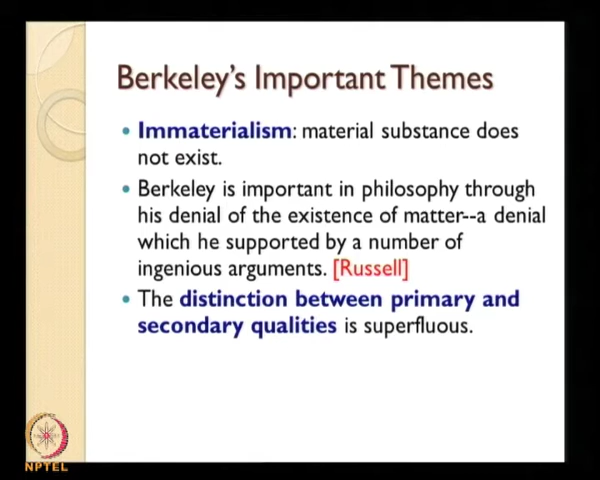 Berkeley's Important Themes
• Immaterialism: material substance does
not exist.
• Berkeley is important in philosophy through
his denial of the existence of matter--a denial
which he supported by a number of
ingenious arguments. [Russell]
• The distinction between primary and
secondary qualities is superfluous.
NPTEL